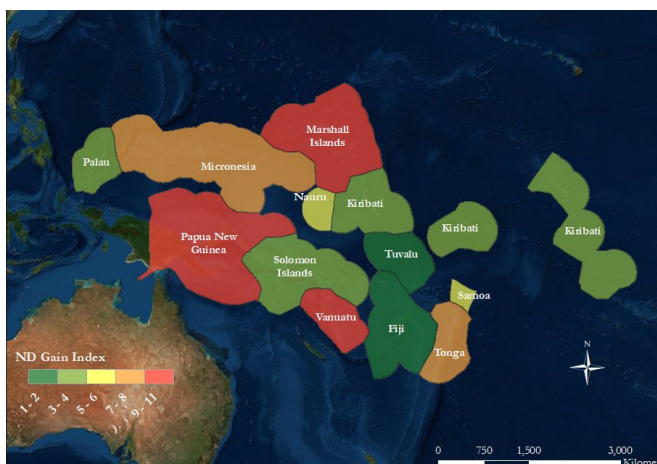 Marshall
Islands
Palau
Micronesia
Nauru
Kiribati
Kiribati
Kiribati
Papua New
Guinea
Solomon
Islands
Tuvalu
Samoa
Vanuatu
Fiji
Tonga
N
ND Gain Index
1 - 2
3 - 4
5 - 6
7 - 8
9 - 11
0 750 1,500 3,000
Kilome